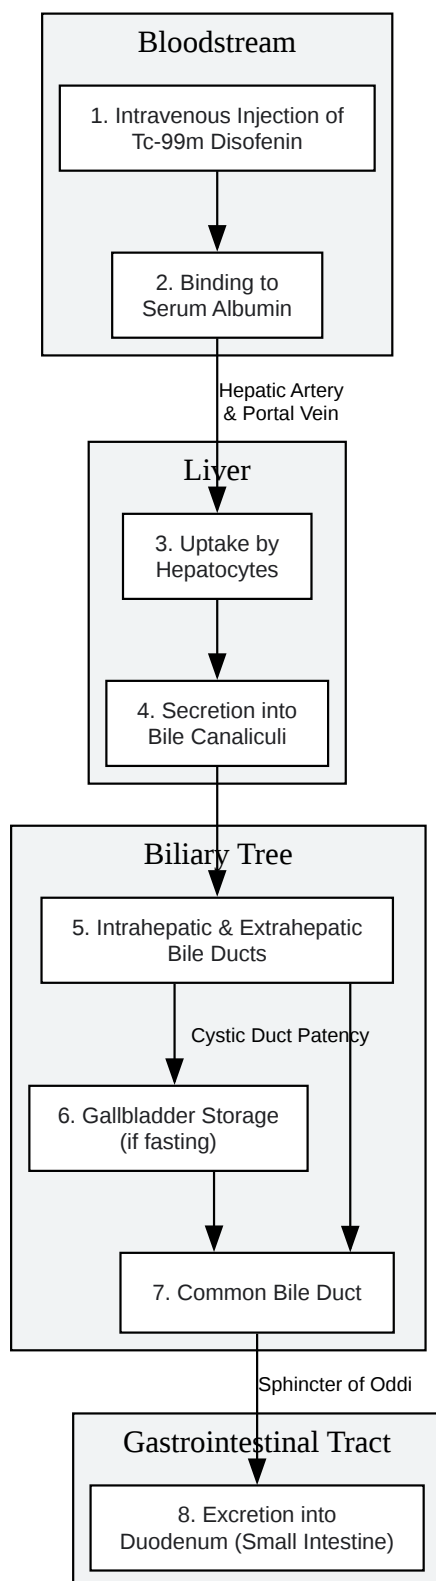 Bloodstream
1. Intravenous Injection of
Tc-99m Disofenin
2. Binding to
Serum Albumin
Hepatic Artery
& Portal Vein
Liver
3. Uptake by
Hepatocytes
4. Secretion into
Bile Canaliculi
Biliary Tree
5. Intrahepatic & Extrahepatic
Bile Ducts
Cystic Duct Patency
6. Gallbladder Storage
(if fasting)
7. Common Bile Duct
Sphincter of Oddi
Gastrointestinal Tract
8. Excretion into
Duodenum (Small Intestine)